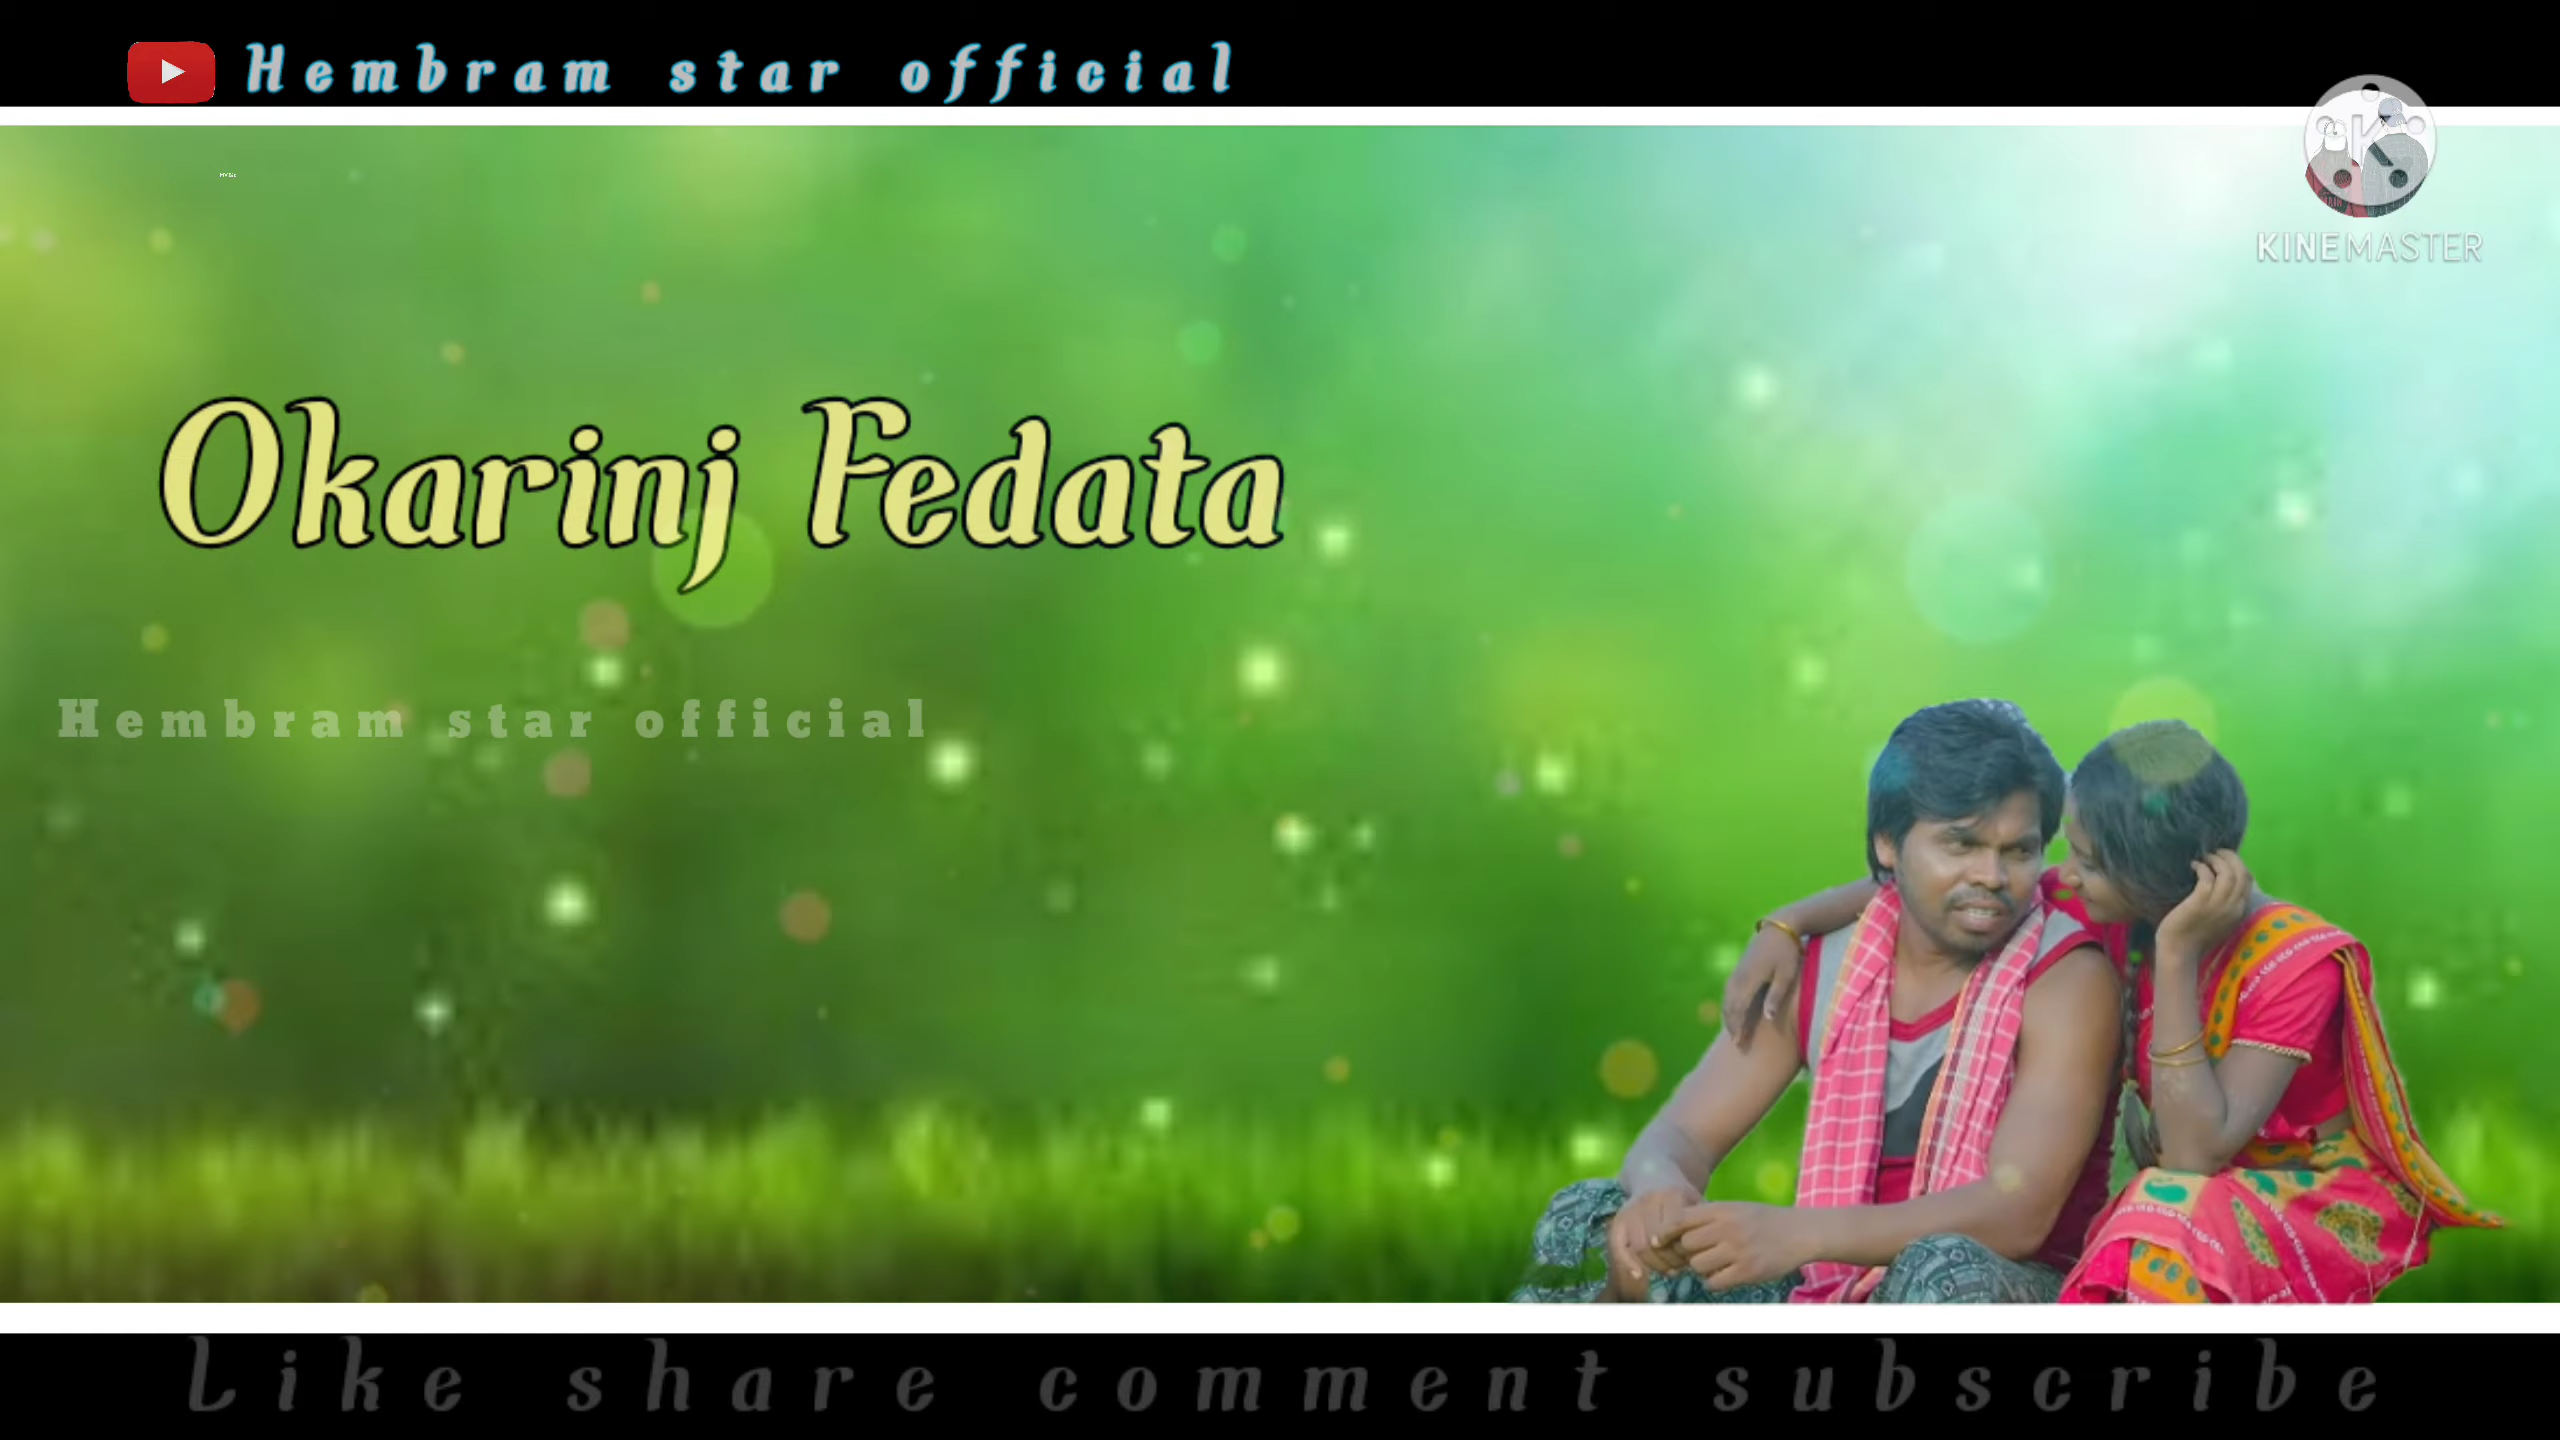 Hembram star official
KINEMASTER
Okarinj Fedata
Hembram star official
Like share comment subscribe